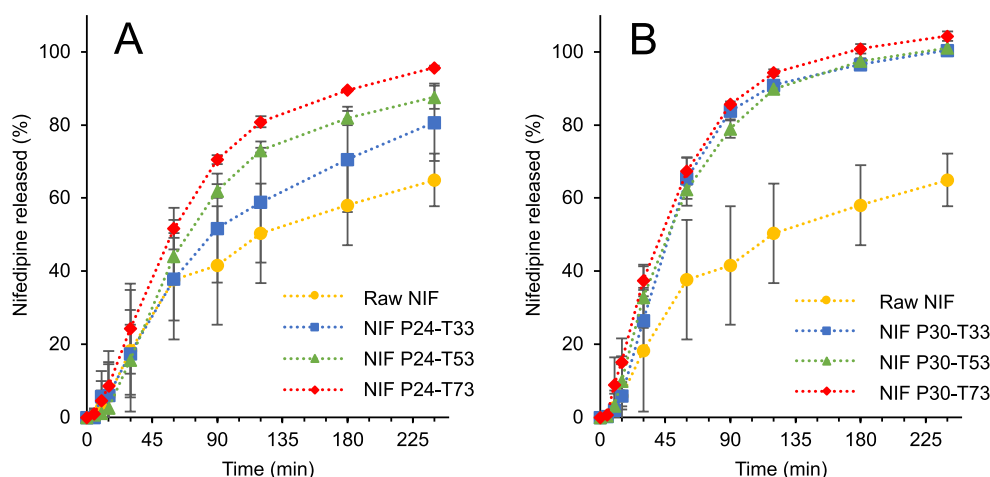 A
Nifedipine released (%)
100
80
60
40
20
0
Raw NIF
NIF P24-T33
NIF P24-T53
NIF P24-T73
0 45 90 135 180 225
Time (min)
B
Nifedipine released (%)
100
80
60
40
20
0
Raw NIF
NIF P30-T33
NIF P30-T53
NIF P30-T73
0 45 90 135 180 225
Time (min)